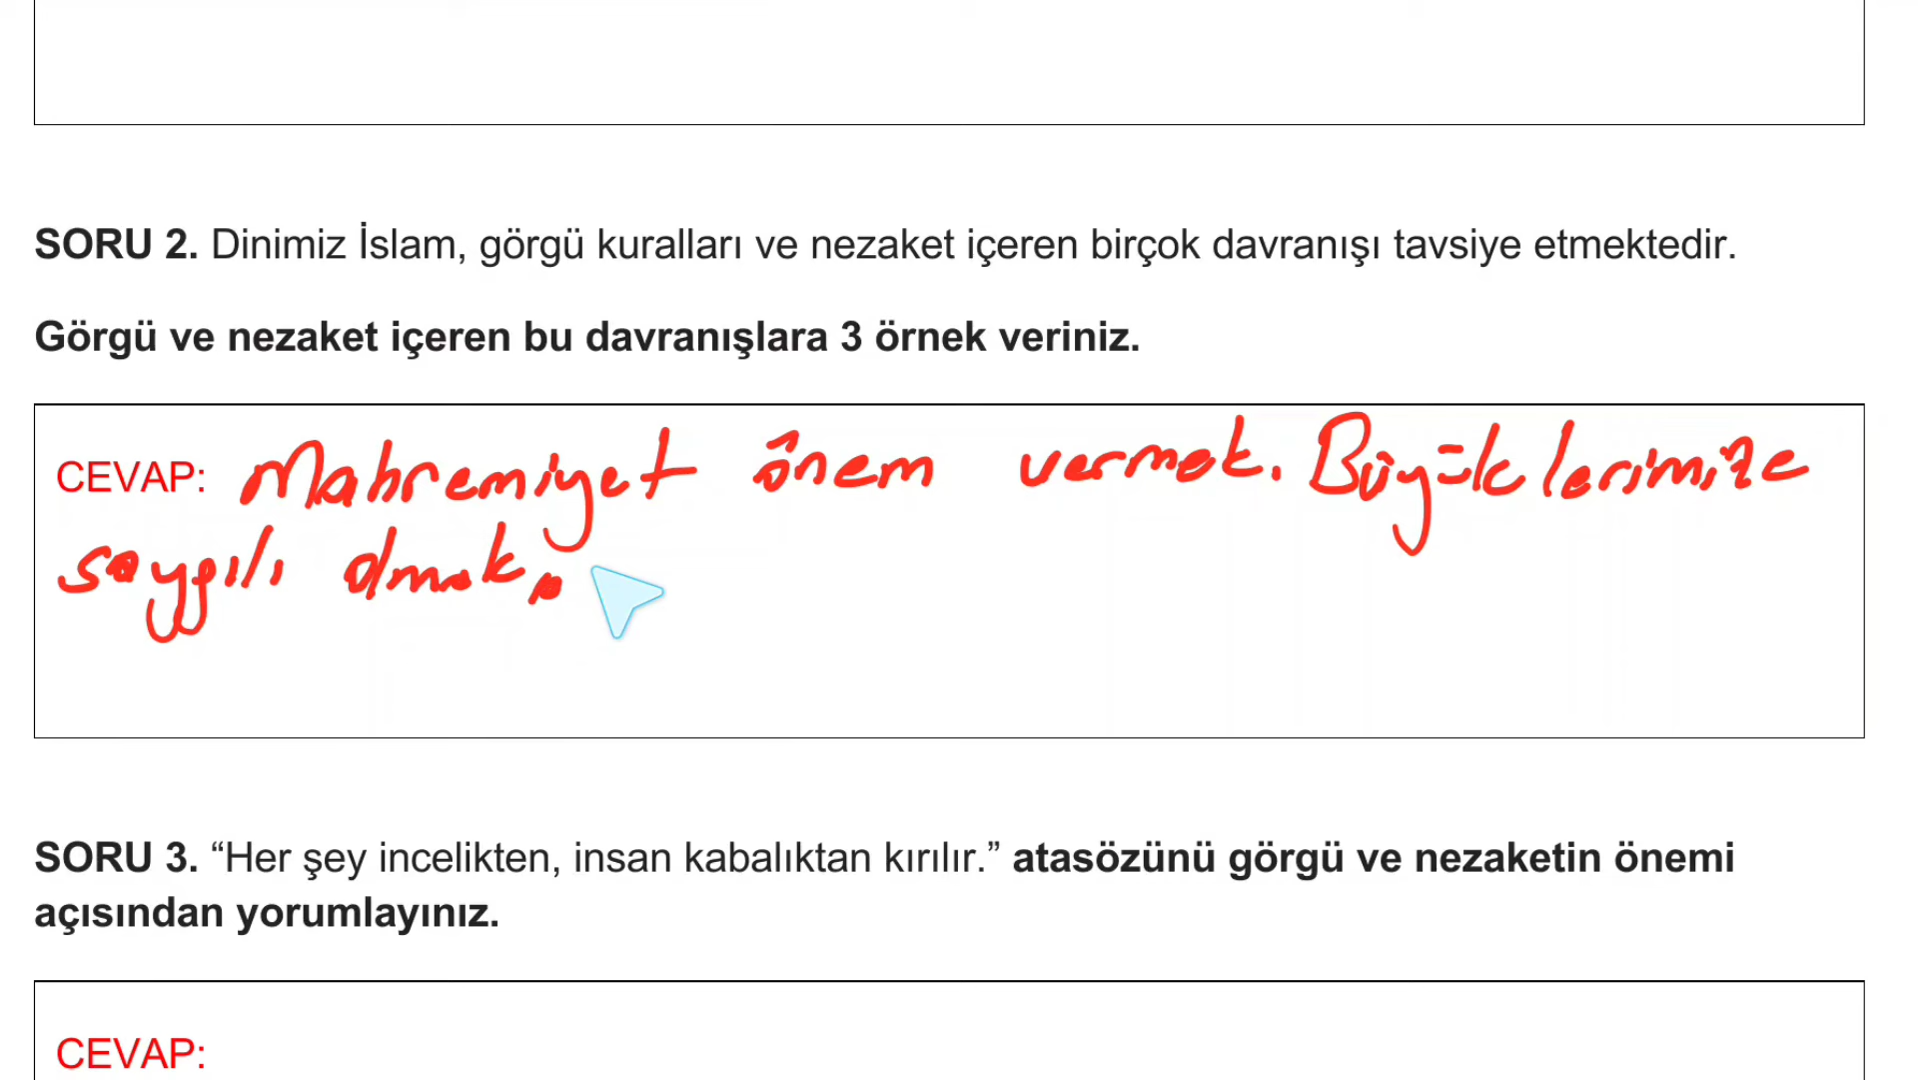 SORU 2. Dinimiz İslam, görgü kuralları ve nezaket içeren birçok davranışı tavsiye etmektedir.
Görgü ve nezaket içeren bu davranışlara 3 örnek veriniz.
CEVAP: Mahremiyet önem vermek. Büyüklerimize
saygılı olmak.
SORU 3. “Her şey incelikten, insan kabalıktan kırılır.” atasözünü görgü ve nezaketin önemi
açısından yorumlayınız.
CEVAP: